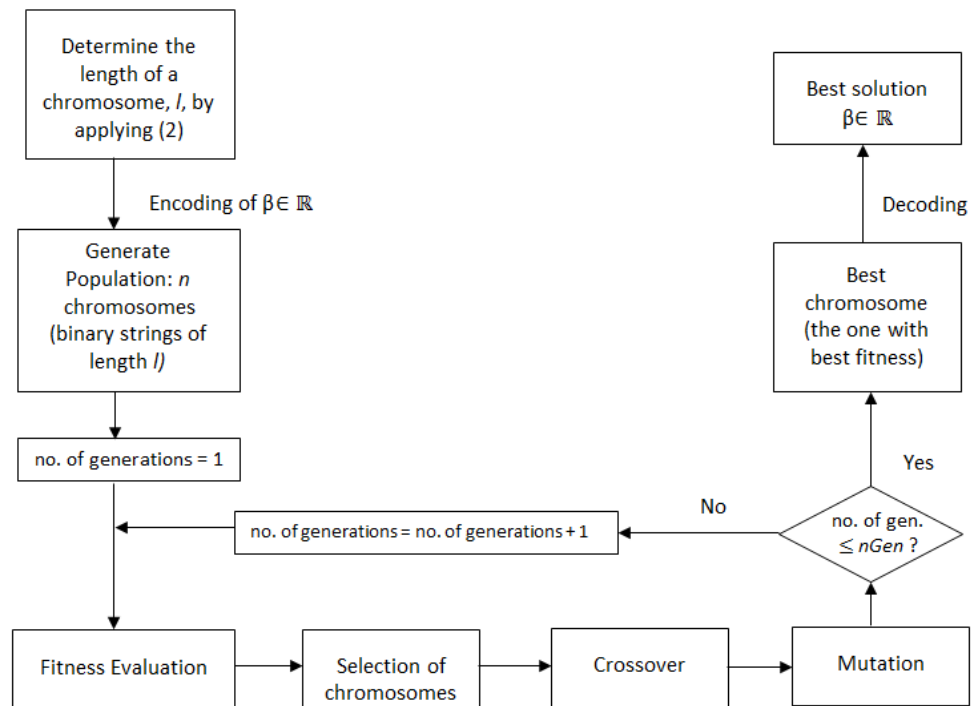 Determine the
length of a
chromosome, l, by
applying (2)
Encoding of β∈ ℝ
Generate
Population: n
chromosomes
(binary strings of
length l)
no. of generations = 1
Fitness Evaluation
Selection of
chromosomes
Crossover
Mutation
no. of gen.
≤ nGen ?
No
no. of generations = no. of generations + 1
Yes
Best
chromosome
(the one with
best fitness)
Decoding
Best solution
β∈ ℝ